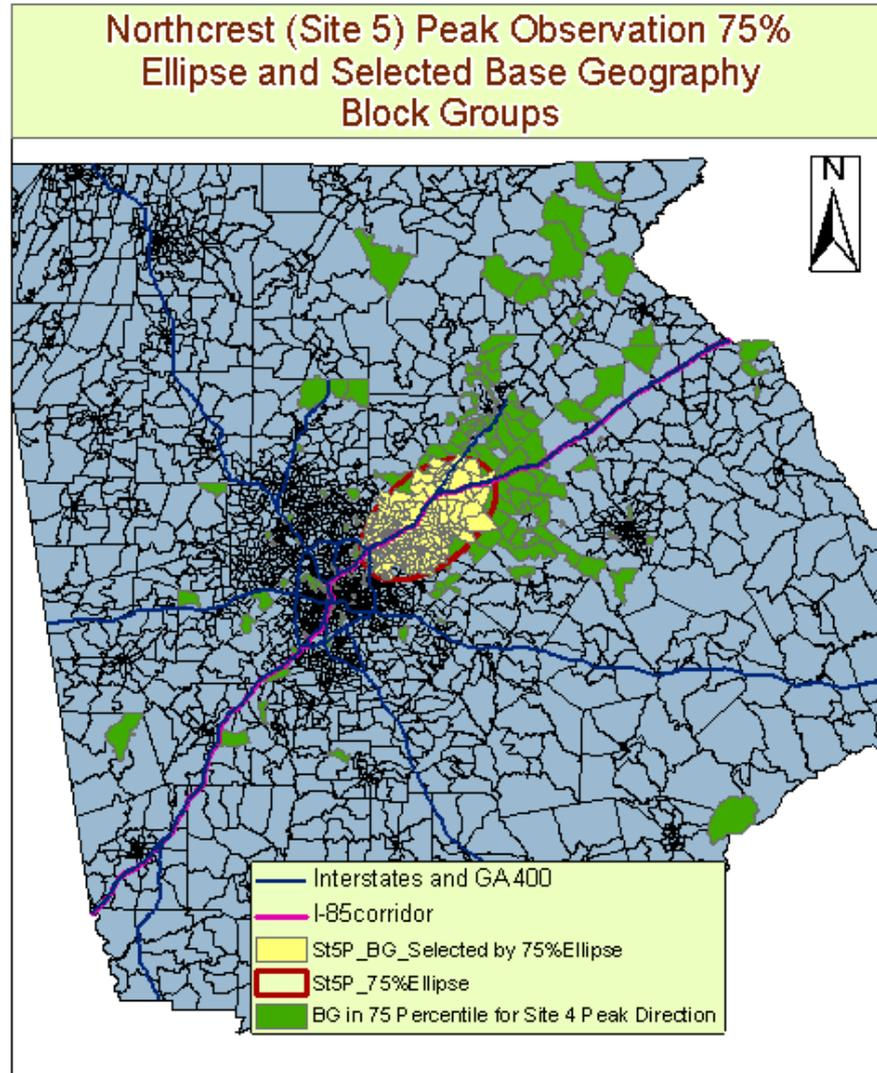 Northcrest (Site 5) Peak Observation 75%
Ellipse and Selected Base Geography
Block Groups
N
Interstates and GA400
I-85corridor
St5P_BG_Selected by 75%Ellipse
St5P_75%Ellipse
BG in 75 Percentile for Site 4 Peak Direction